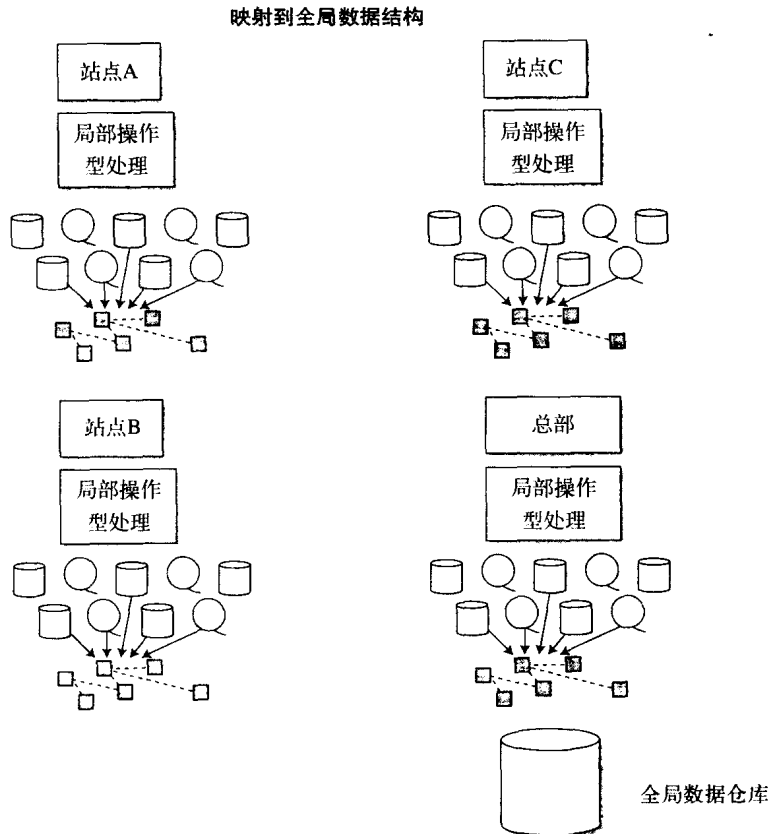 映射到全局数据结构
站点A
局部操作
型处理
站点C
局部操作
型处理
站点B
局部操作
型处理
总部
局部操作
型处理
全局数据仓库